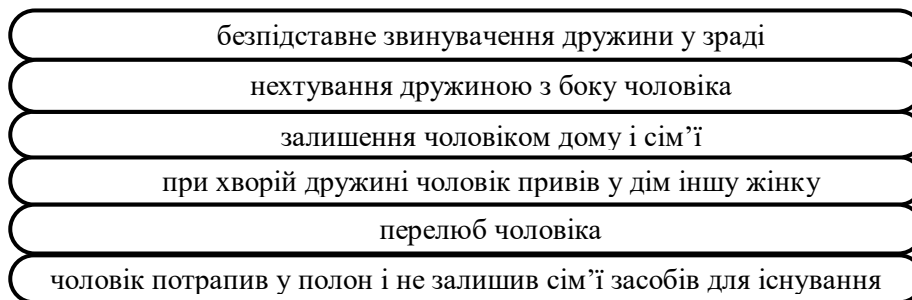 безпідставне звинувачення дружини у зраді
нехтування дружиною з боку чоловіка
залишення чоловіком дому і сім’ї
при хворій дружині чоловік привів у дім іншу жінку
перелюб чоловіка
чоловік потрапив у полон і не залишив сім’ї засобів для існування